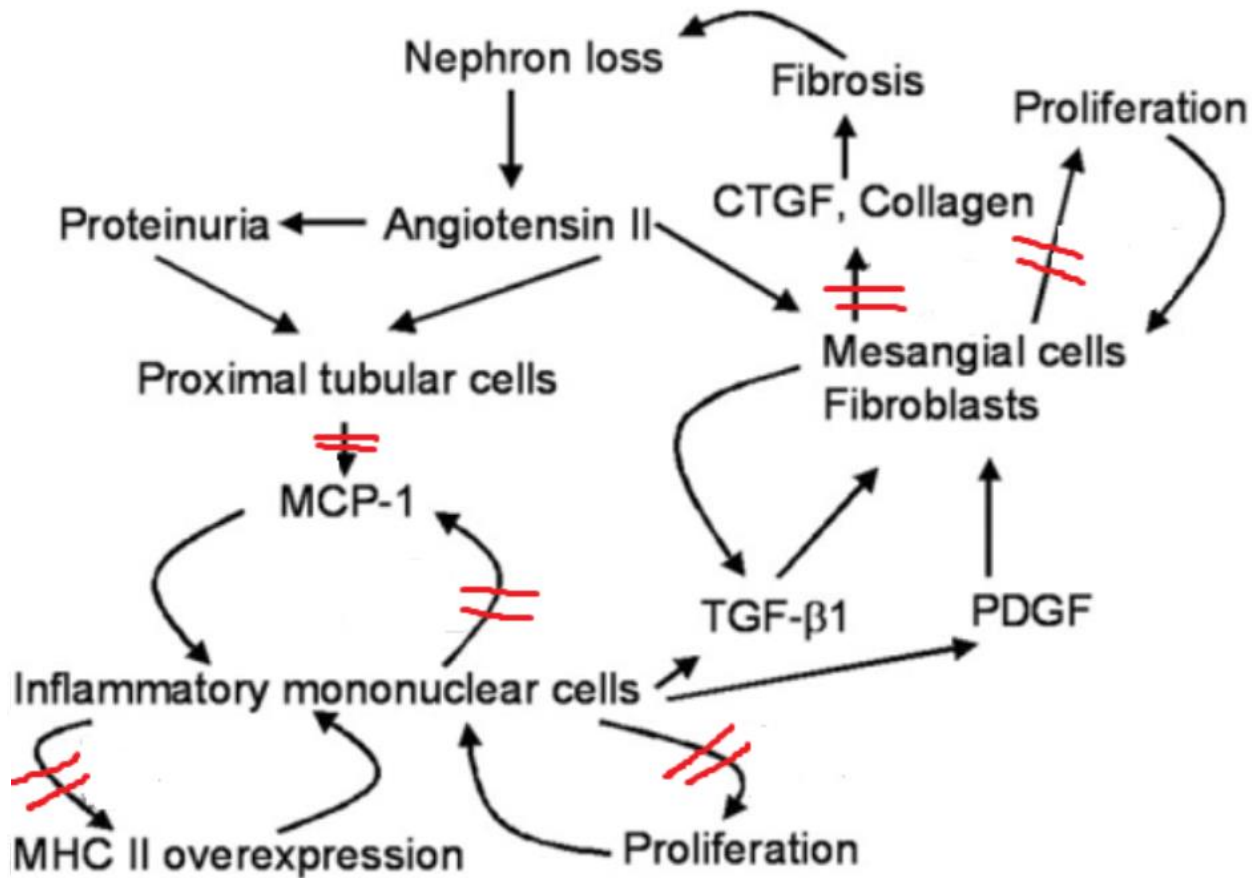 Nephron loss
Fibrosis
Proliferation
CTGF, Collagen
Proteinuria
Angiotensin II
Mesangial cells
Fibroblasts
Proximal tubular cells
MCP-1
TGF-β1
PDGF
Inflammatory mononuclear cells
MHC II overexpression
Proliferation